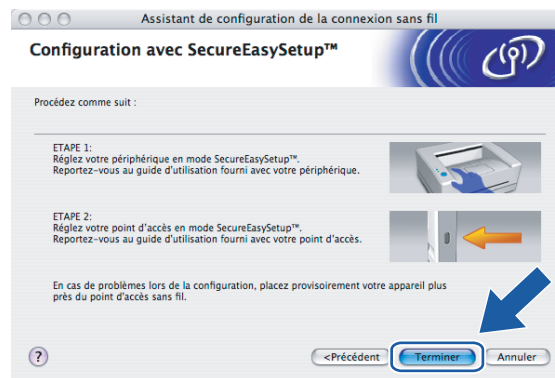 Assistant de configuration de la connexion sans fil
Configuration avec SecureEasySetup™
Procédez comme suit :
ETAPE 1:
Réglez votre périphérique en mode SecureEasySetup™.
Reportez-vous au guide d'utilisation fourni avec votre périphérique.
ETAPE 2:
Réglez votre point d'accès en mode SecureEasySetup™.
Reportez-vous au guide d'utilisation fourni avec votre point d'accès.
En cas de problèmes lors de la configuration, placez provisoirement votre appareil plus
près du point d'accès sans fil.
? <Précédent Terminer Annuler